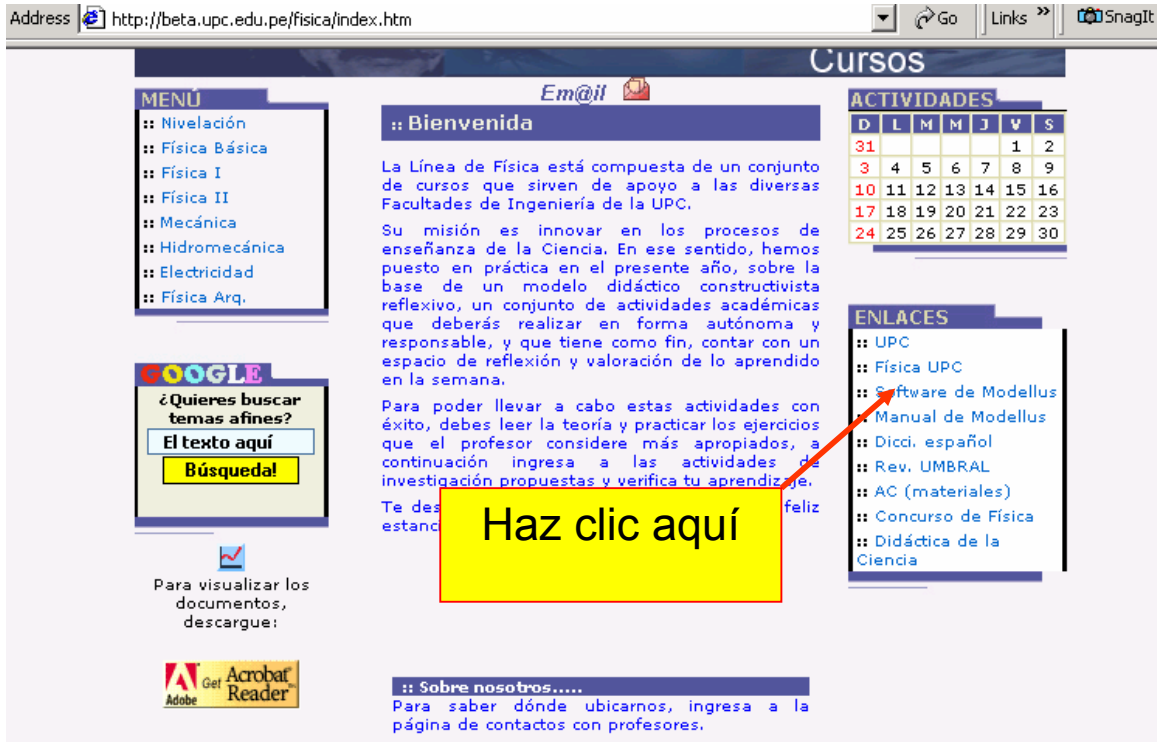 Address http://beta.upc.edu.pe/fisica/index.htm Go Links » SnagIt
Cursos
Em@il
MENÚ
:: Nivelación
:: Física Básica
:: Física I
:: Física II
:: Mecánica
:: Hidromecánica
:: Electricidad
:: Física Arq.
GOOGLE
¿Quieres buscar
temas afines?
El texto aquí
Búsqueda!
Para visualizar los
documentos,
descargue:
Adobe Get Acrobat
Reader
:: Bienvenida
La Línea de Física está compuesta de un conjunto
de cursos que sirven de apoyo a las diversas
Facultades de Ingeniería de la UPC.
Su misión es innovar en los procesos de
enseñanza de la Ciencia. En ese sentido, hemos
puesto en práctica en el presente año, sobre la
base de un modelo didáctico constructivista
reflexivo, un conjunto de actividades académicas
que deberás realizar en forma autónoma y
responsable, y que tiene como fin, contar con un
espacio de reflexión y valoración de lo aprendido
en la semana.
Para poder llevar a cabo estas actividades con
éxito, debes leer la teoría y practicar los ejercicios
que el profesor considere más apropiados, a
continuación ingresa a las actividades de
investigación propuestas y verifica tu aprendizaje.
Te feliz
Haz clic aquí
:: Sobre nosotros.....
Para saber dónde ubicarnos, ingresa a la
página de contactos con profesores.
ACTIVIDADES
D L M M J V S
31 1 2
3 4 5 6 7 8 9
10 11 12 13 14 15 16
17 18 19 20 21 22 23
24 25 26 27 28 29 30
ENLACES
:: UPC
:: Física UPC
:: Software de Modellus
:: Manual de Modellus
:: Dicci. español
:: Rev. UMBRAL
:: AC (materiales)
:: Concurso de Física
:: Didáctica de la
Ciencia